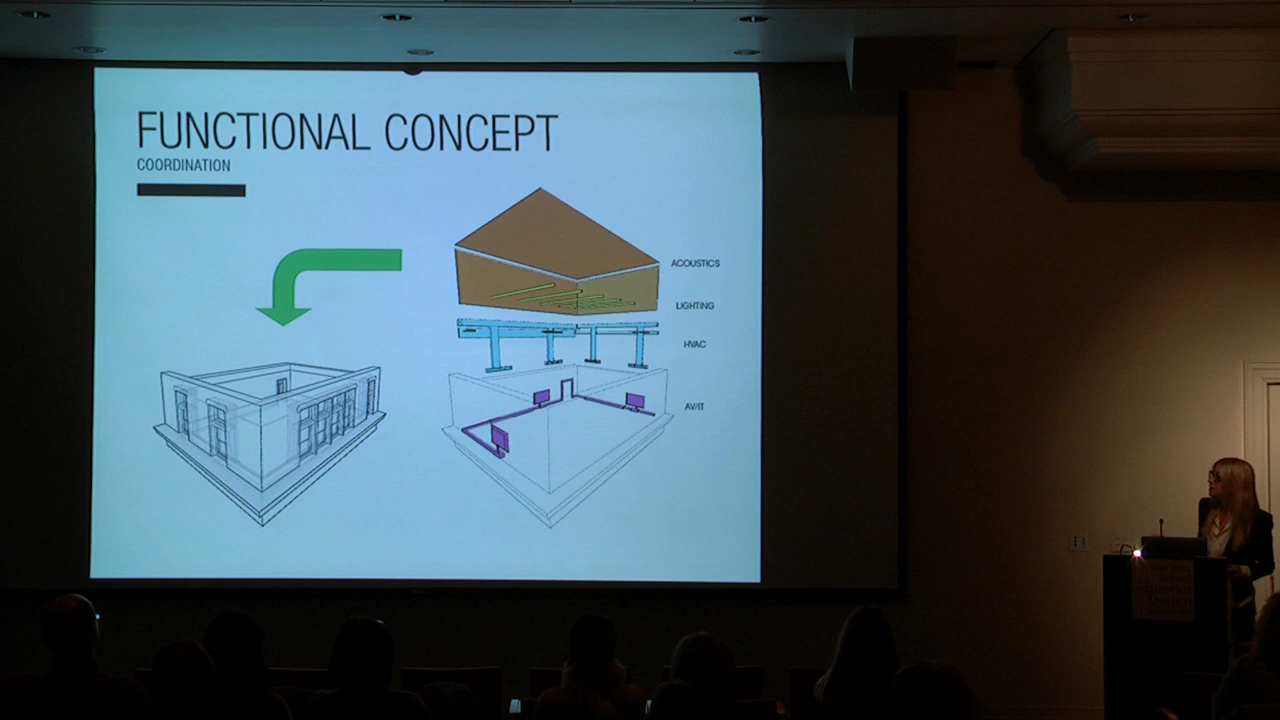 FUNCTIONAL CONCEPT
COORDINATION
ACOUSTICS
LIGHTING
HVAC
AV/IT